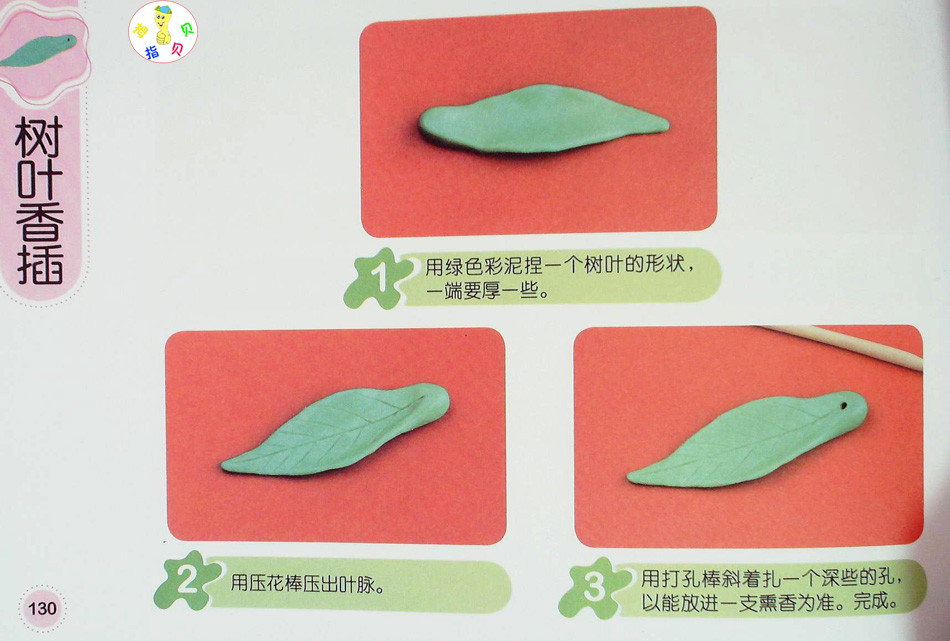 树叶香插
指贝贝
1
用绿色彩泥捏一个树叶的形状，
一端要厚一些。
2
用压花棒压出叶脉。
3
用打孔棒斜着扎一个深些的孔，
以能放进一支熏香为准。完成。
130